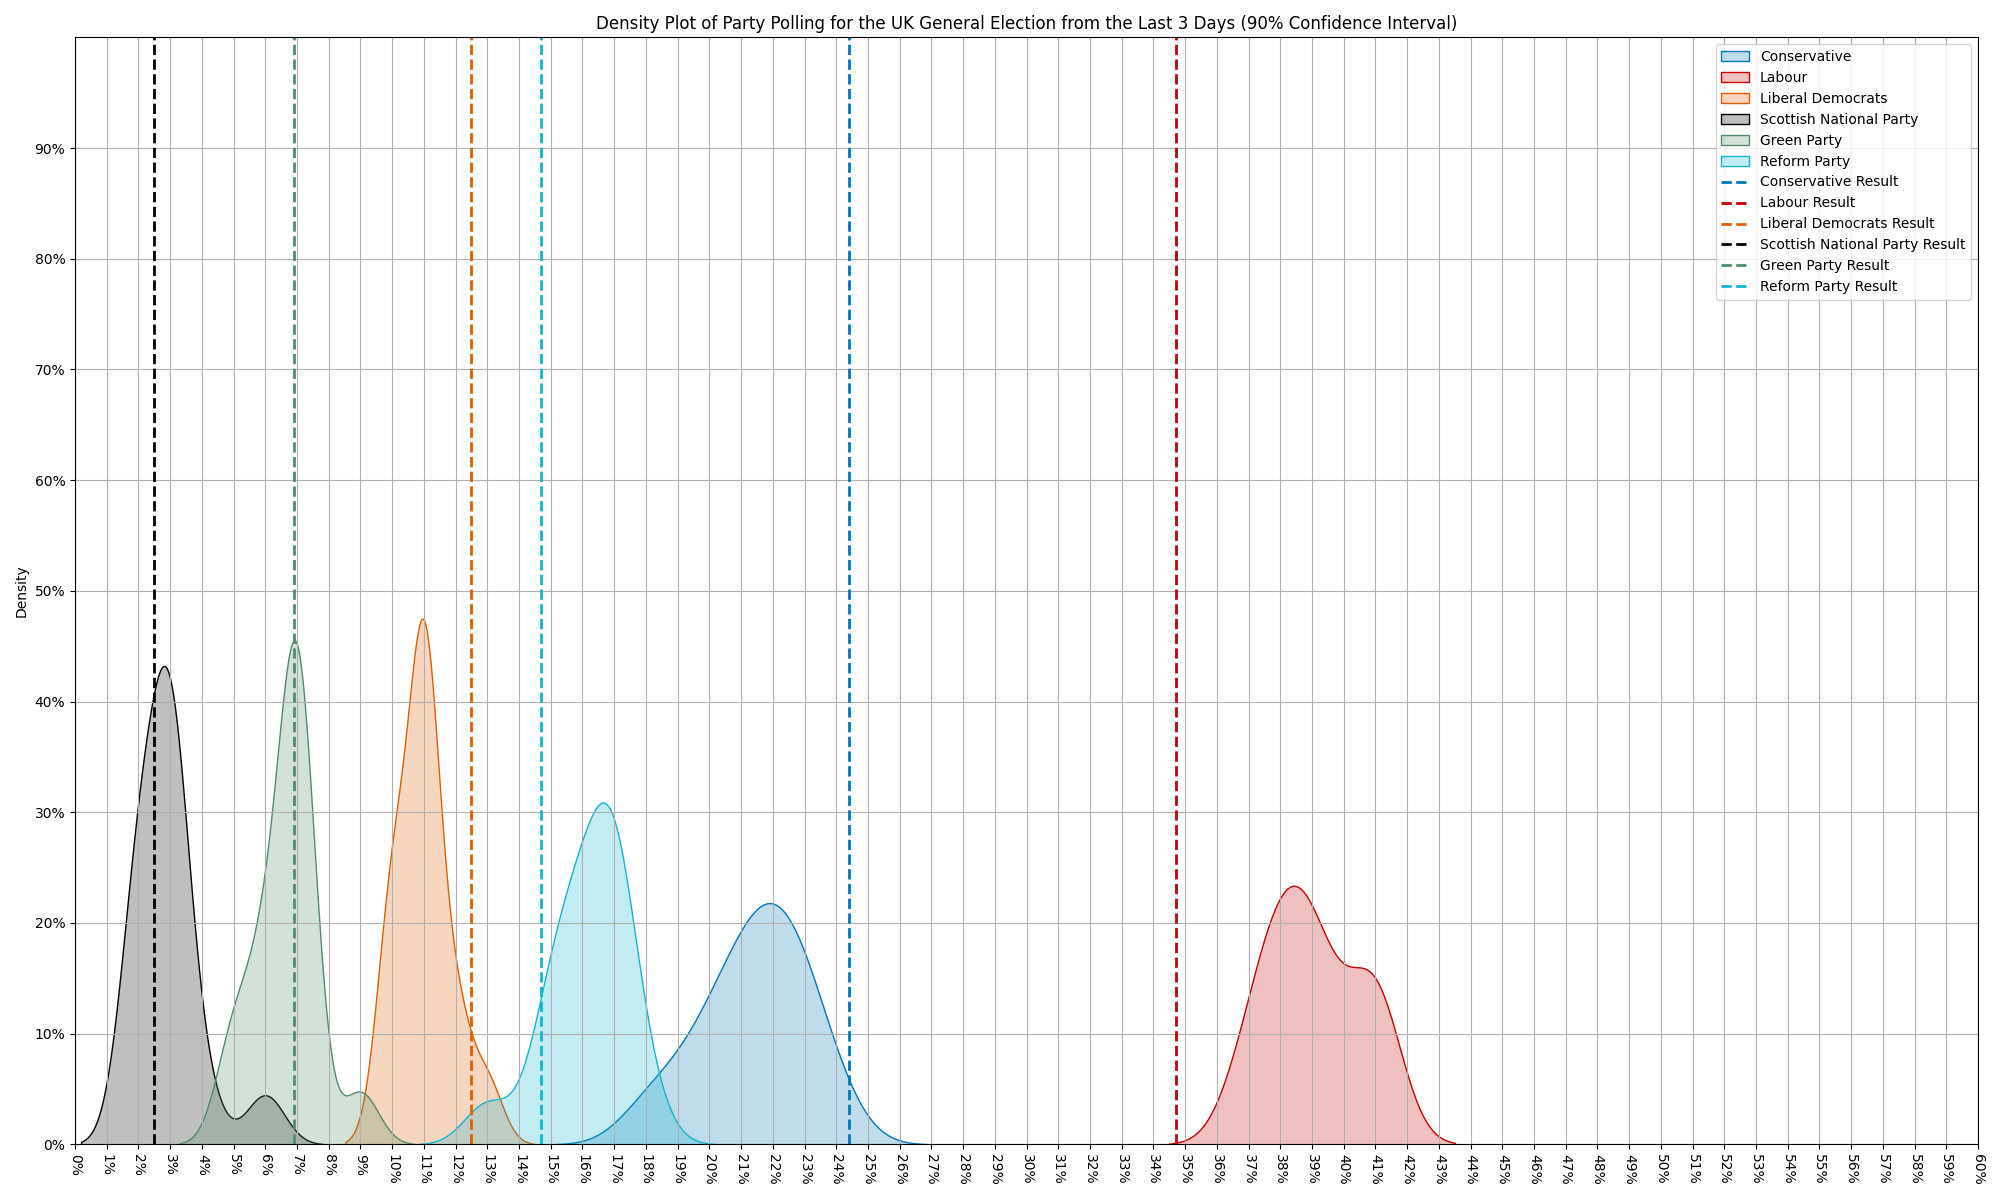 Density Plot of Party Polling for the UK General Election from the Last 3 Days (90% Confidence Interval)
Conservative
Labour
Liberal Democrats
Scottish National Party
Green Party
Reform Party
Conservative Result
Labour Result
Liberal Democrats Result
Scottish National Party Result
Green Party Result
Reform Party Result
90%
80%
70%
60%
50%
40%
30%
20%
10%
0%
Density
0% 1% 2% 3% 4% 5% 6% 7% 8% 9% 10% 11% 12% 13% 14% 15% 16% 17% 18% 19% 20% 21% 22% 23% 24% 25% 26% 27% 28% 29% 30% 31% 32% 33% 34% 35% 36% 37% 38% 39% 40% 41% 42% 43% 44% 45% 46% 47% 48% 49% 50% 51% 52% 53% 54% 55% 56% 57% 58% 59% 60%